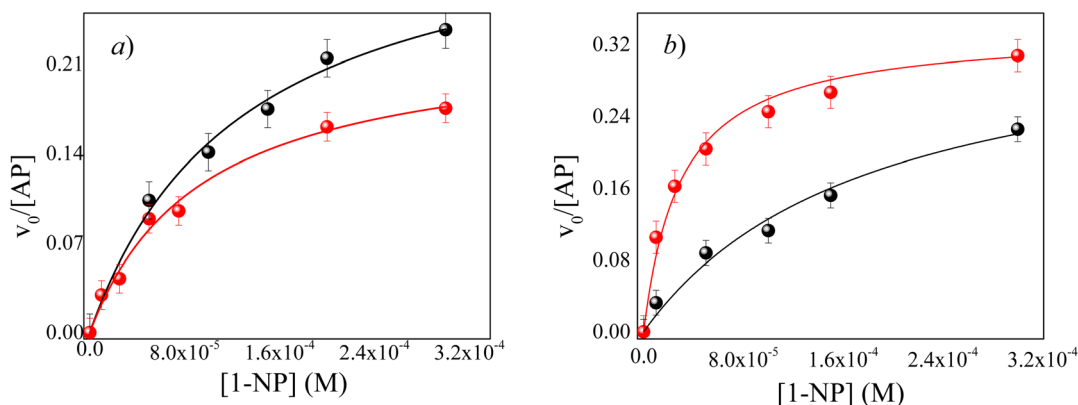 a)
0.21
0.14
0.07
0.00
v0/[AP]
0.0
8.0x10-5
1.6x10-4
2.4x10-4
3.2x10-4
[1-NP] (M)
b)
0.32
0.24
0.16
0.08
0.00
v0/[AP]
0.0
8.0x10-5
1.6x10-4
2.4x10-4
3.2x10-4
[1-NP] (M)